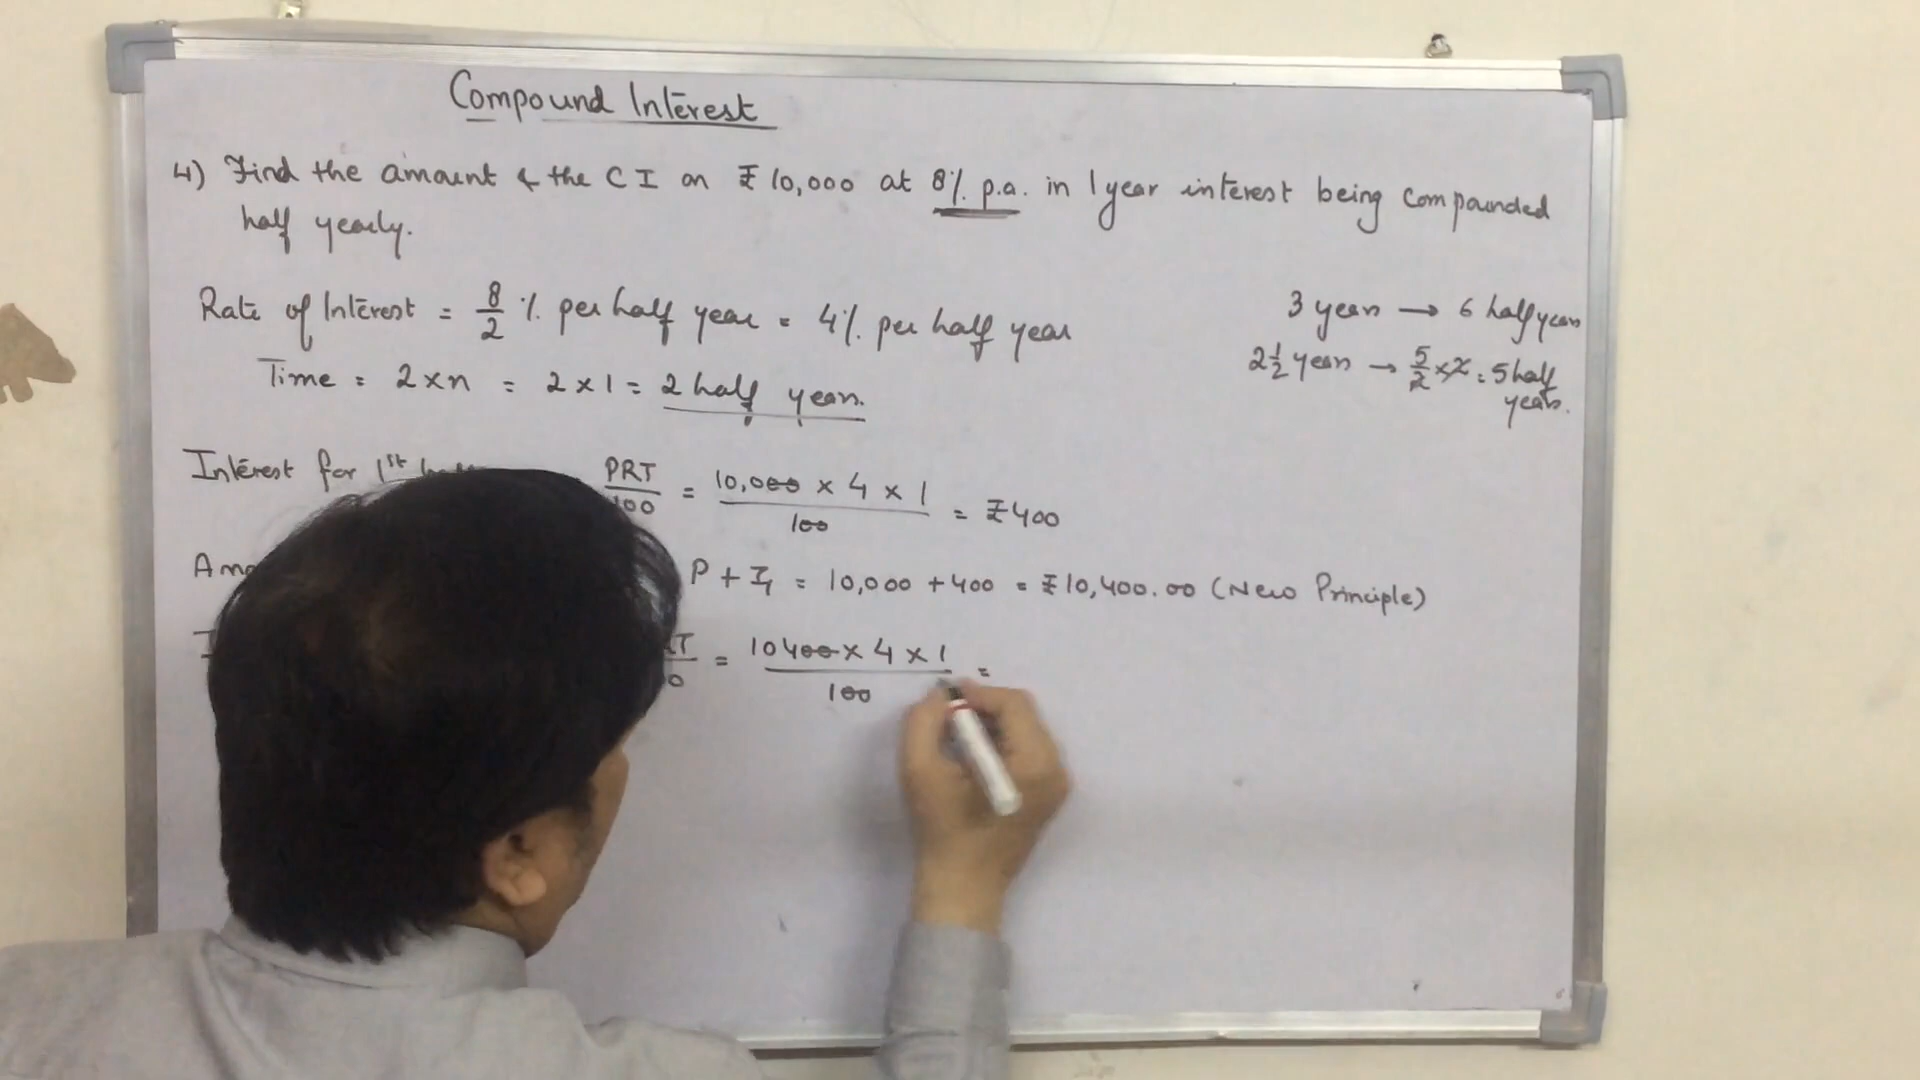 Compound Interest
4) Find the amount & the C I on ₹ 10,000 at 8% p.a. in 1 year interest being compounded
half yearly.
Rate of Interest = 8/2 % per half year = 4% per half year
3 years → 6 half years
Time = 2 × n = 2 × 1 = 2 half years.
2 1/2 years → 5/2 × 2 = 5 half
years.
Interest for 1st PRT/100 = 10,000 × 4 × 1 / 100 = ₹ 400
P + I1 = 10,000 + 400 = ₹ 10,400.00 (New Principle)
= 10400 × 4 × 1 / 100 =